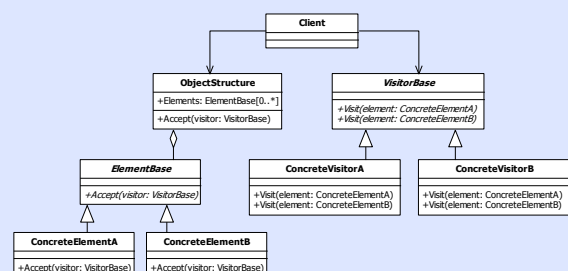 Client
ObjectStructure
+Elements: ElementBase[0..*]
+Accept(visitor: VisitorBase)
VisitorBase
+Visit(element: ConcreteElementA)
+Visit(element: ConcreteElementB)
ElementBase
+Accept(visitor: VisitorBase)
ConcreteVisitorA
+Visit(element: ConcreteElementA)
+Visit(element: ConcreteElementB)
ConcreteVisitorB
+Visit(element: ConcreteElementA)
+Visit(element: ConcreteElementB)
ConcreteElementA
+Accept(visitor: VisitorBase)
ConcreteElementB
+Accept(visitor: VisitorBase)